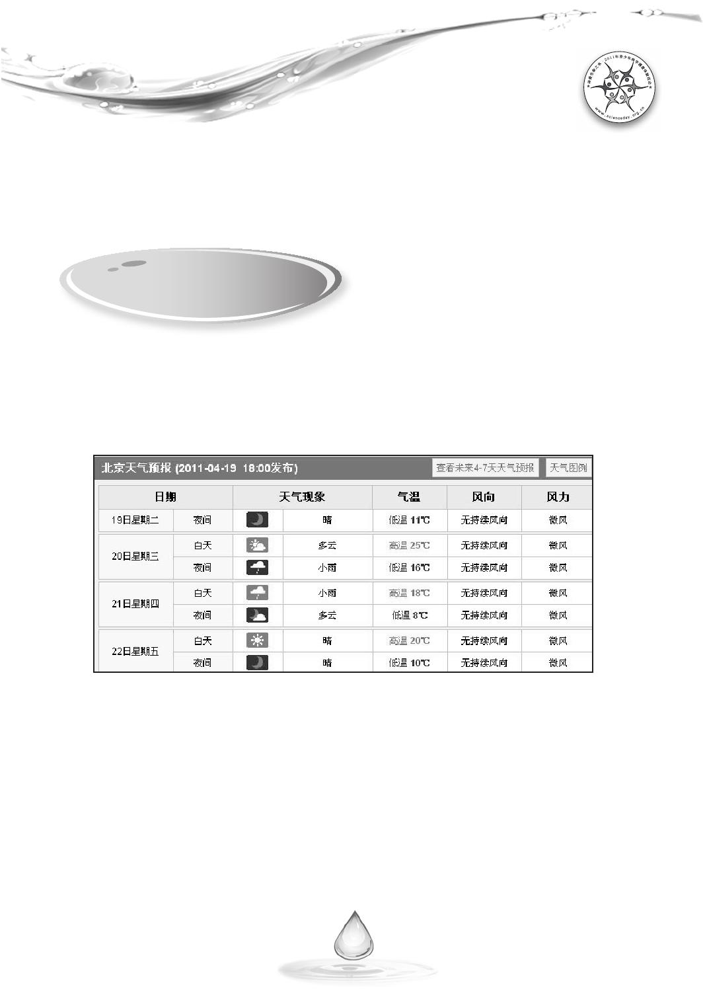 2011年青少年科学调查体验活动
www.scienceday.org.cn
北京天气预报 (2011-04-19 18:00发布) 查看未来4-7天天气预报 天气图例
日期 天气现象 气温 风向 风力
19日星期二 夜间 晴 低温 11℃ 无持续风向 微风
20日星期三 白天 多云 高温 25℃ 无持续风向 微风
夜间 小雨 低温 16℃ 无持续风向 微风
21日星期四 白天 小雨 高温 18℃ 无持续风向 微风
夜间 多云 低温 8℃ 无持续风向 微风
22日星期五 白天 晴 高温 20℃ 无持续风向 微风
夜间 晴 低温 10℃ 无持续风向 微风